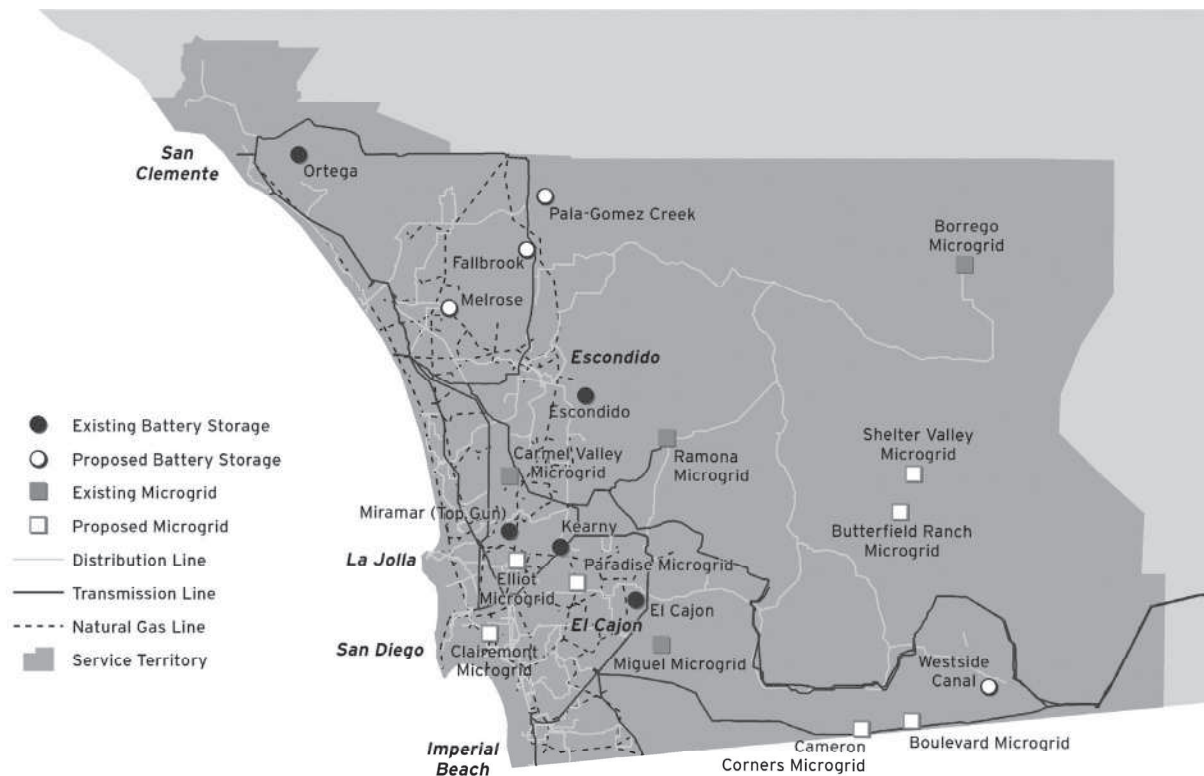 San
Clemente
Ortega
Pala-Gomez Creek
Borrego
Microgrid
Fallbrook
Melrose
Escondido
Escondido
Existing Battery Storage
Proposed Battery Storage
Existing Microgrid
Proposed Microgrid
Distribution Line
Transmission Line
Natural Gas Line
Service Territory
Carmel Valley
Microgrid
Ramona
Microgrid
Shelter Valley
Microgrid
Butterfield Ranch
Microgrid
Miramar (Top Gun)
Kearny
La Jolla
Elliot
Microgrid
Paradise Microgrid
El Cajon
El Cajon
San Diego
Clairemont
Microgrid
Miguel Microgrid
Westside
Canal
Imperial
Beach
Cameron
Corners Microgrid
Boulevard Microgrid